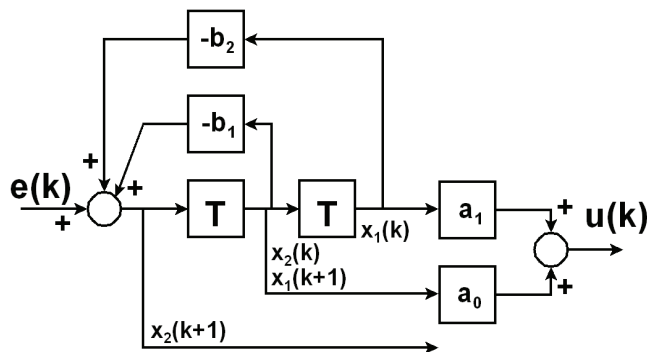 -b₂
-b₁
+
+
e(k)
+
T
T
a₁
+
u(k)
x₁(k)
x₂(k)
x₁(k+1)
a₀
+
x₂(k+1)